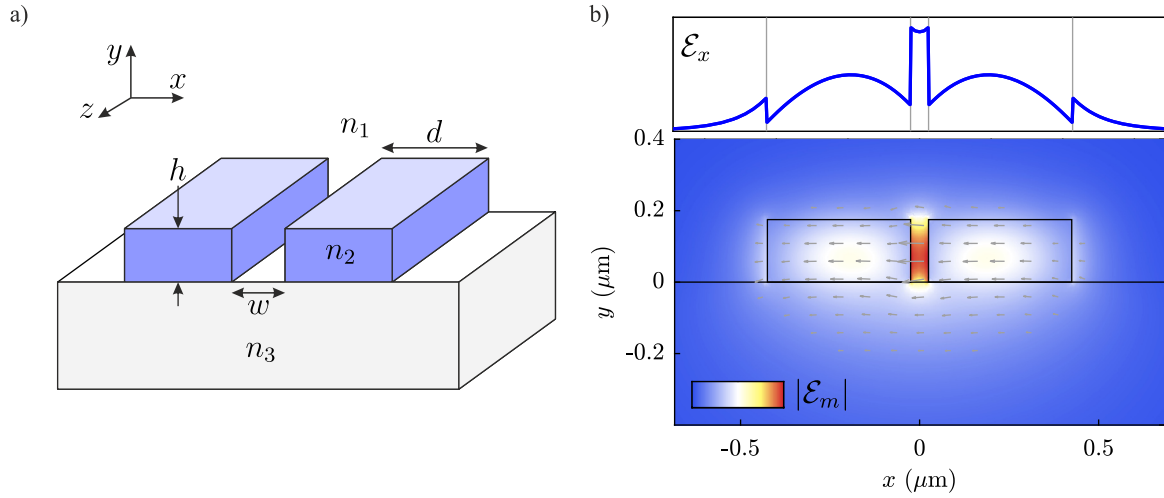 a)
y
x
z
n₁
d
h
n₂
w
n₃
b)
ℰₓ
0.4
0.2
0
-0.2
y (μm)
|ℰₘ|
-0.5
0
0.5
x (μm)